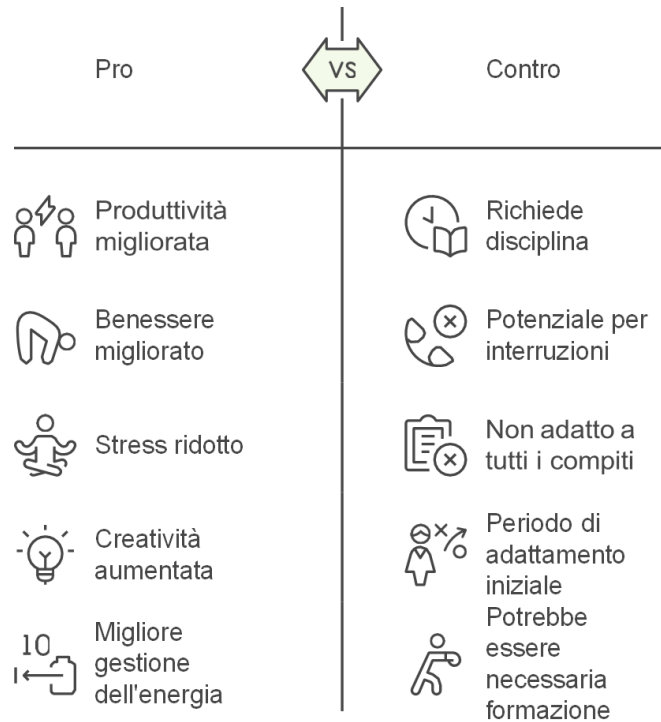 Pro
VS
Contro
Produttività
migliorata
Richiede
disciplina
Benessere
migliorato
Potenziale per
interruzioni
Stress ridotto
Non adatto a
tutti i compiti
Creatività
aumentata
Periodo di
adattamento
iniziale
10
Migliore
gestione
dell'energia
Potrebbe
essere
necessaria
formazione